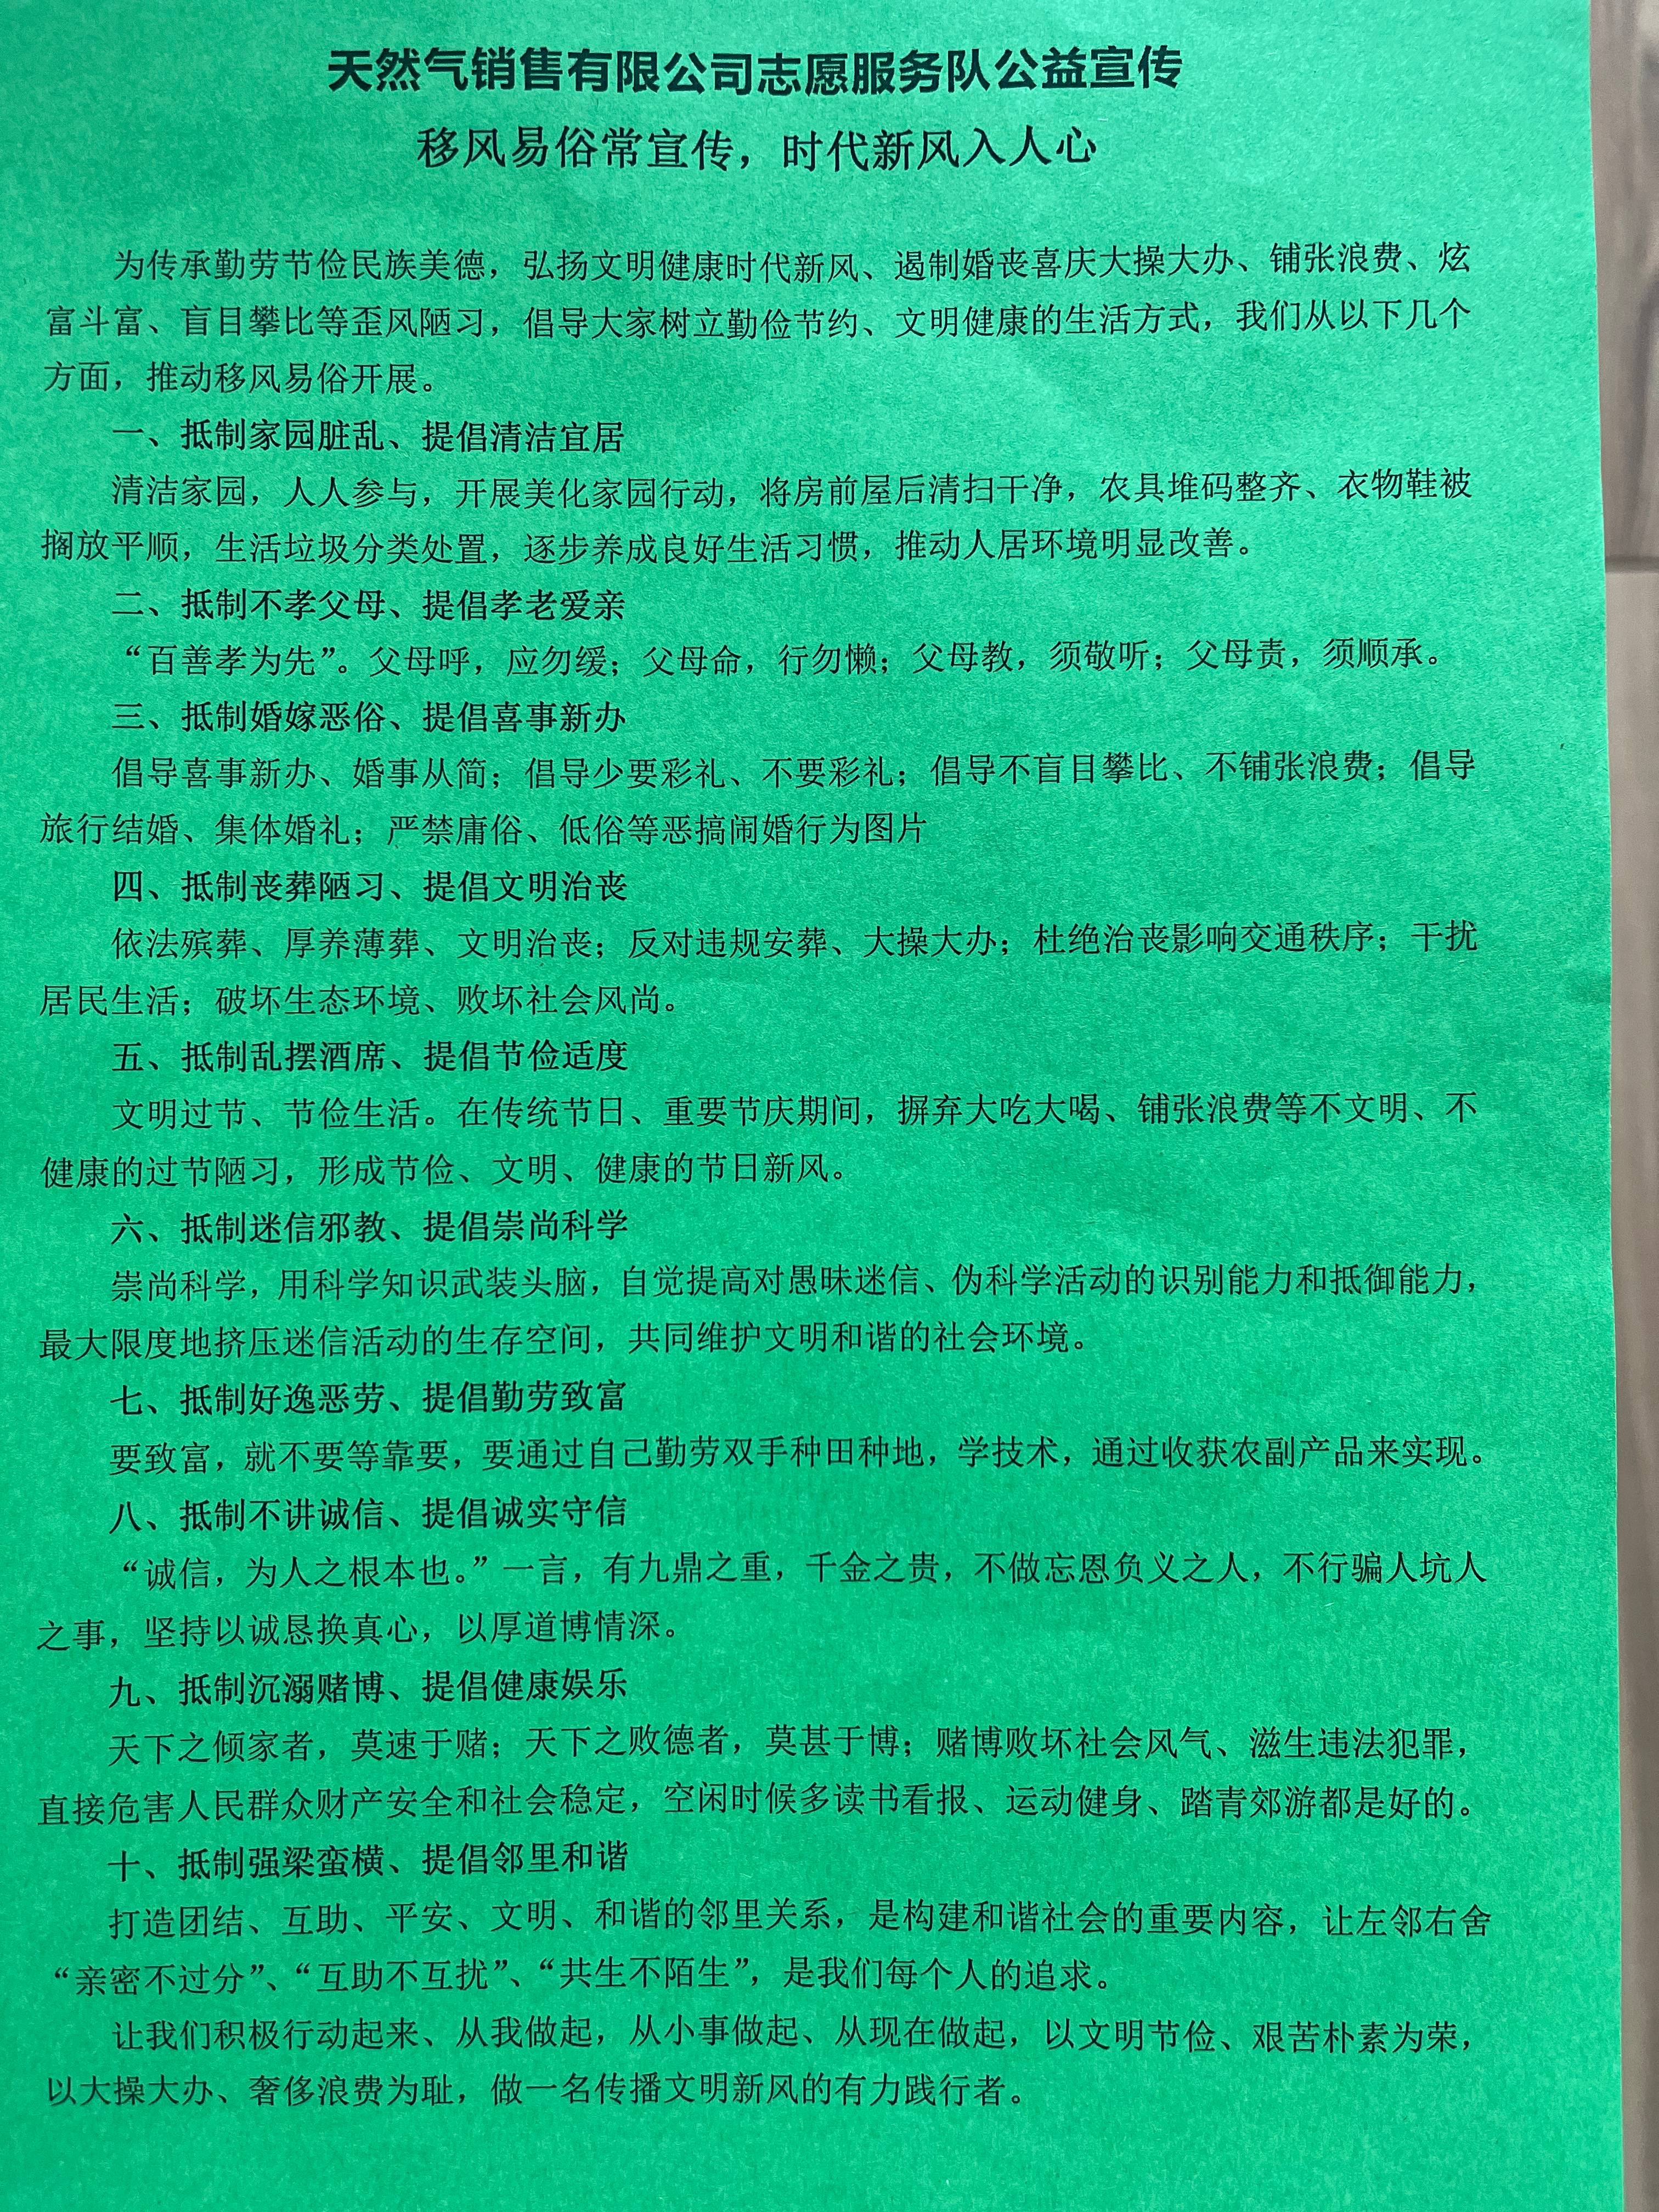 天然气销售有限公司志愿服务队公益宣传
移风易俗常宣传，时代新风入人心
为传承勤劳节俭民族美德，弘扬文明健康时代新风、遏制婚丧喜庆大操大办、铺张浪费、炫
富斗富、盲目攀比等歪风陋习，倡导大家树立勤俭节约、文明健康的生活方式，我们从以下几个
方面，推动移风易俗开展。
一、抵制家园脏乱、提倡清洁宜居
清洁家园，人人参与，开展美化家园行动，将房前屋后清扫干净，农具堆码整齐、衣物鞋被
搁放平顺，生活垃圾分类处置，逐步养成良好生活习惯，推动人居环境明显改善。
二、抵制不孝父母、提倡孝老爱亲
“百善孝为先”。父母呼，应勿缓；父母命，行勿懒；父母教，须敬听；父母责，须顺承。
三、抵制婚嫁恶俗、提倡喜事新办
倡导喜事新办、婚事从简；倡导少要彩礼、不要彩礼；倡导不盲目攀比、不铺张浪费；倡导
旅行结婚、集体婚礼；严禁庸俗、低俗等恶搞闹婚行为图片
四、抵制丧葬陋习、提倡文明治丧
依法殡葬、厚养薄葬、文明治丧；反对违规安葬、大操大办；杜绝治丧影响交通秩序；干扰
居民生活；破坏生态环境、败坏社会风尚。
五、抵制乱摆酒席、提倡节俭适度
文明过节、节俭生活。在传统节日、重要节庆期间，摒弃大吃大喝、铺张浪费等不文明、不
健康的过节陋习，形成节俭、文明、健康的节日新风。
六、抵制迷信邪教、提倡崇尚科学
崇尚科学，用科学知识武装头脑，自觉提高对愚昧迷信、伪科学活动的识别能力和抵御能力，
最大限度地挤压迷信活动的生存空间，共同维护文明和谐的社会环境。
七、抵制好逸恶劳、提倡勤劳致富
要致富，就不要等靠要，要通过自己勤劳双手种田种地，学技术，通过收获农副产品来实现。
八、抵制不讲诚信、提倡诚实守信
“诚信，为人之根本也。”一言，有九鼎之重，千金之贵，不做忘恩负义之人，不行骗人坑人
之事，坚持以诚恳换真心，以厚道博情深。
九、抵制沉溺赌博、提倡健康娱乐
天下之倾家者，莫速于赌；天下之败德者，莫甚于博；赌博败坏社会风气、滋生违法犯罪，
直接危害人民群众财产安全和社会稳定，空闲时候多读书看报、运动健身、踏青郊游都是好的。
十、抵制强梁蛮横、提倡邻里和谐
打造团结、互助、平安、文明、和谐的邻里关系，是构建和谐社会的重要内容，让左邻右舍
“亲密不过分”、“互助不互扰”、“共生不陌生”，是我们每个人的追求。
让我们积极行动起来、从我做起，从小事做起、从现在做起，以文明节俭、艰苦朴素为荣，
以大操大办、奢侈浪费为耻，做一名传播文明新风的有力践行者。